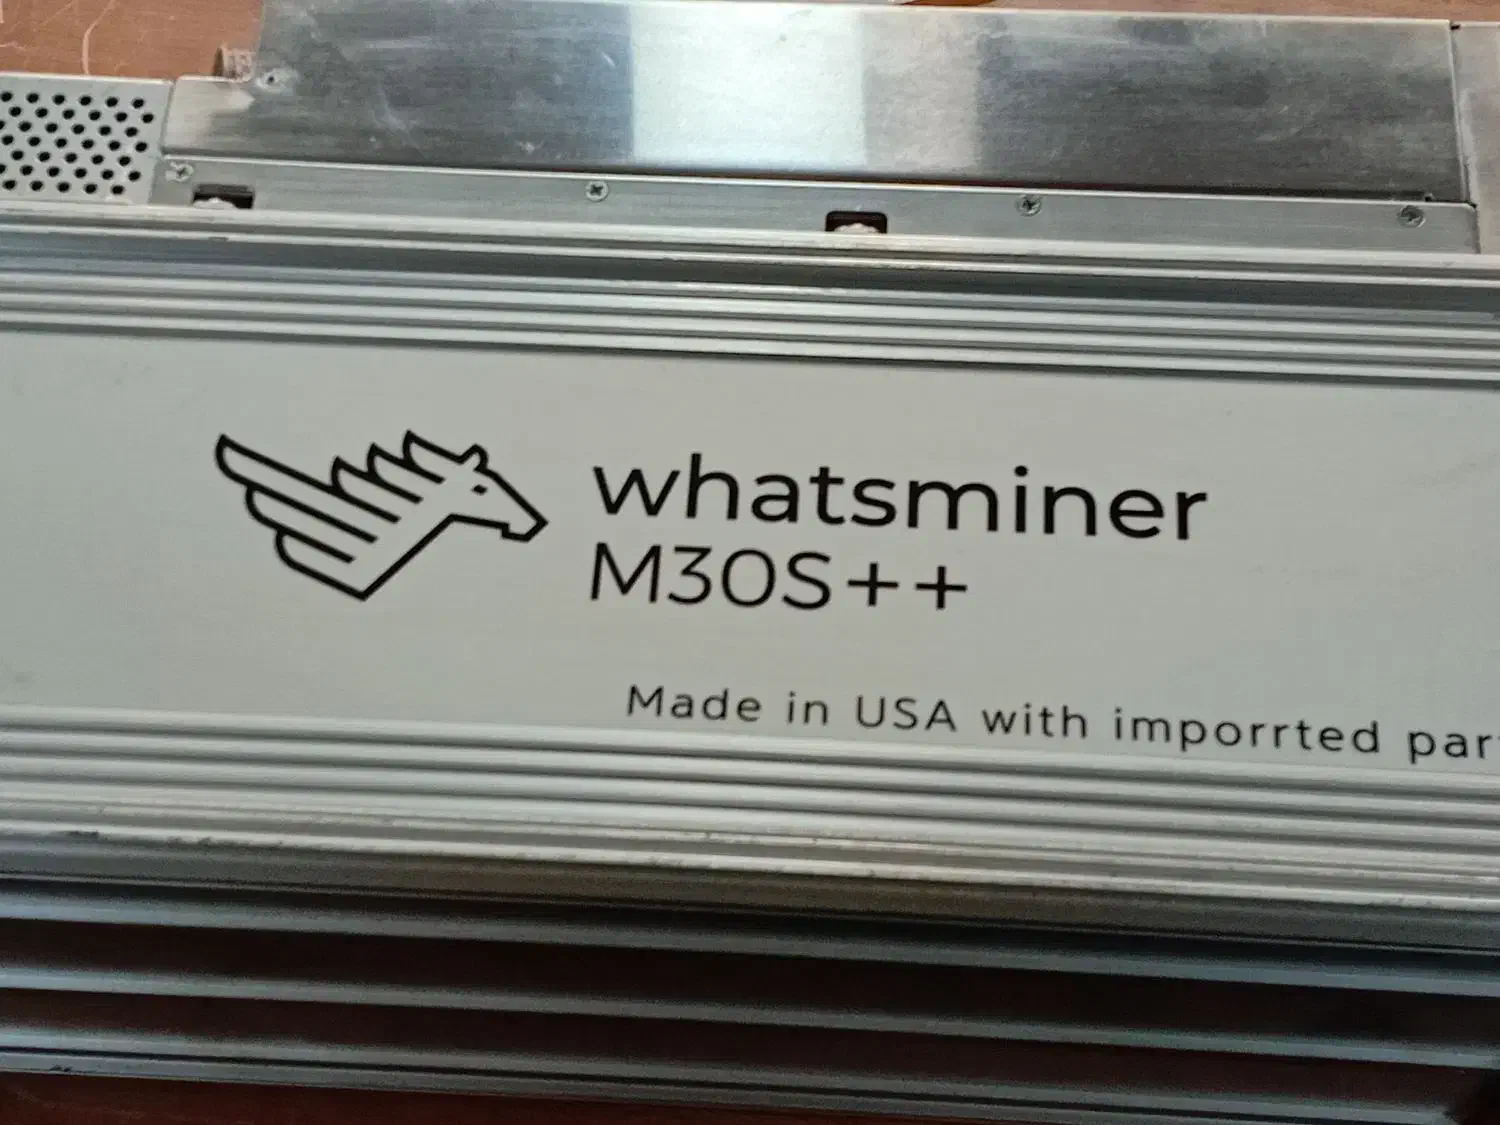 whatsminer
M30S++
Made in USA with imporrted par